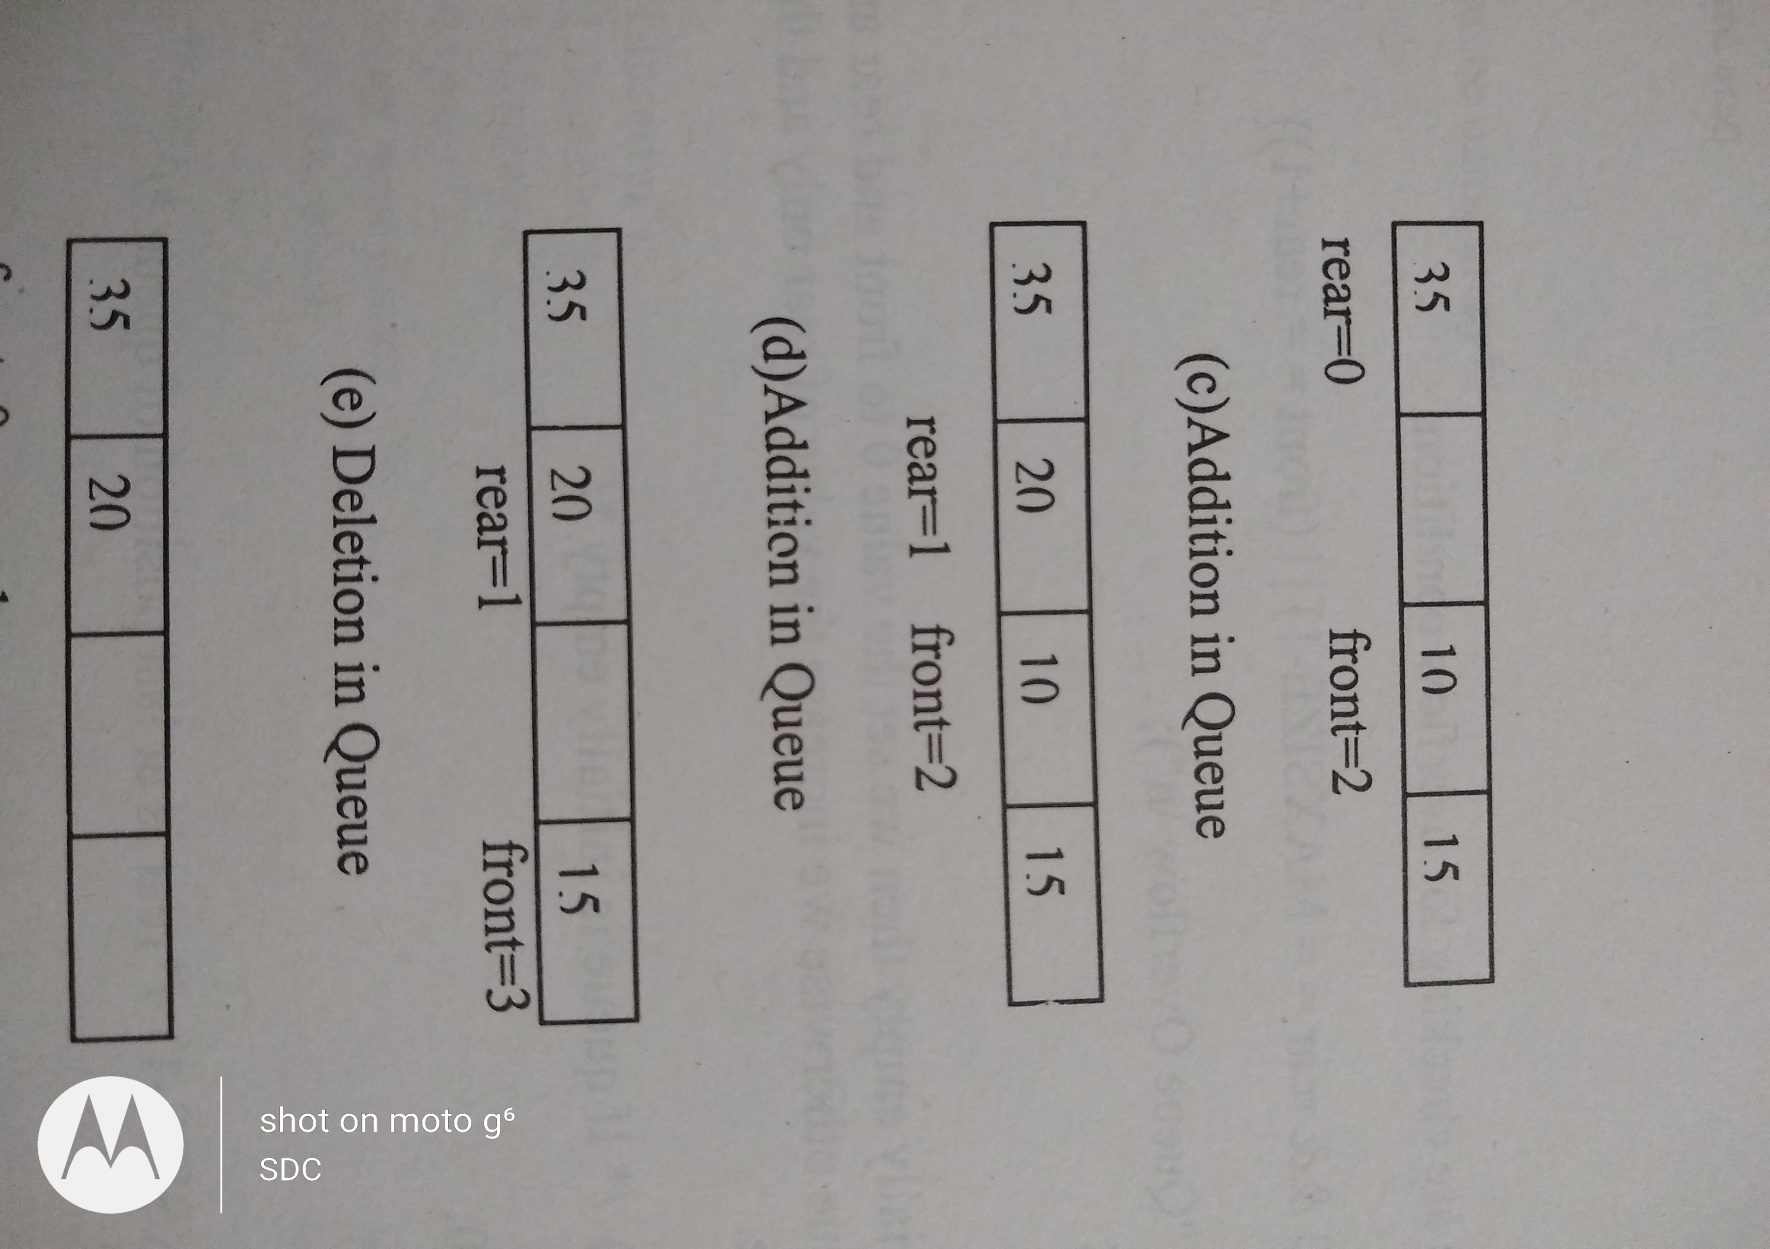 35 10 15
rear=0 front=2
(c)Addition in Queue
35 20 10 15
rear=1 front=2
(d)Addition in Queue
35 20 15
rear=1 front=3
(e) Deletion in Queue
35 20
shot on moto g⁶
SDC